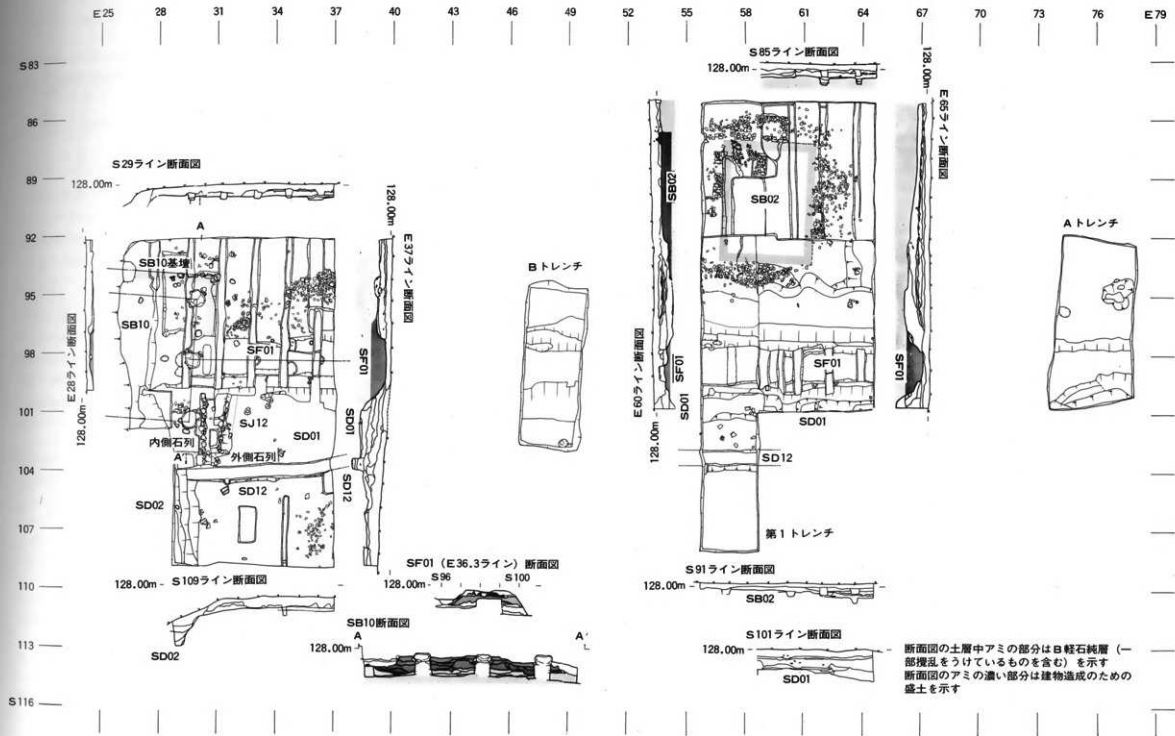 E25 28 31 34 37 40 43 46 49 52 55 58 61 64 67 70 73 76 E79
S83
86
89
92
95
98
101
104
107
110
113
S116
S29ライン断面図
128.00m
A
SB10基壇
SB10
SF01
SJ12
SD01
内側石列
外側石列
A'
SD02
SD12
E28ライン断面図
128.00m
128.00m
E37ライン断面図
SF01
SD01
SD12
S109ライン断面図
128.00m
SD02
SF01(E36.3ライン)断面図
128.00m
S96
S100
SB10断面図
A
A'
128.00m
Bトレンチ
S85ライン断面図
128.00m
SB02
SF01
SD01
E60ライン断面図
128.00m
SB02
SF01
SD01
SD12
第1トレンチ
128.00m
E65ライン断面図
SF01
Aトレンチ
S91ライン断面図
128.00m
SB02
S101ライン断面図
128.00m
SD01
断面図の土層中アミの部分はB軽石純層(一
部攪乱をうけているものを含む)を示す
断面図のアミの濃い部分は建物造成のための
盛土を示す